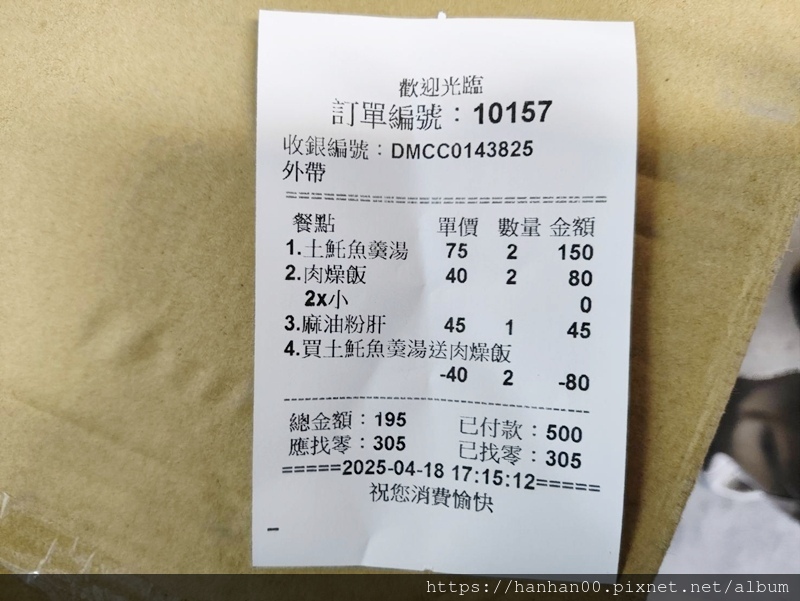 歡迎光臨
訂單編號：10157
收銀編號：DMCC0143825
外帶
==================================
餐點 單價 數量 金額
1.土魠魚羹湯 75 2 150
2.肉燥飯 40 2 80
2x小 0
3.麻油粉肝 45 1 45
4.買土魠魚羹湯送肉燥飯
-40 2 -80
--------------------------------------------------
總金額：195 已付款：500
應找零：305 已找零：305
=====2025-04-18 17:15:12=====
祝您消費愉快
https://hanhan00.pixnet.net/album